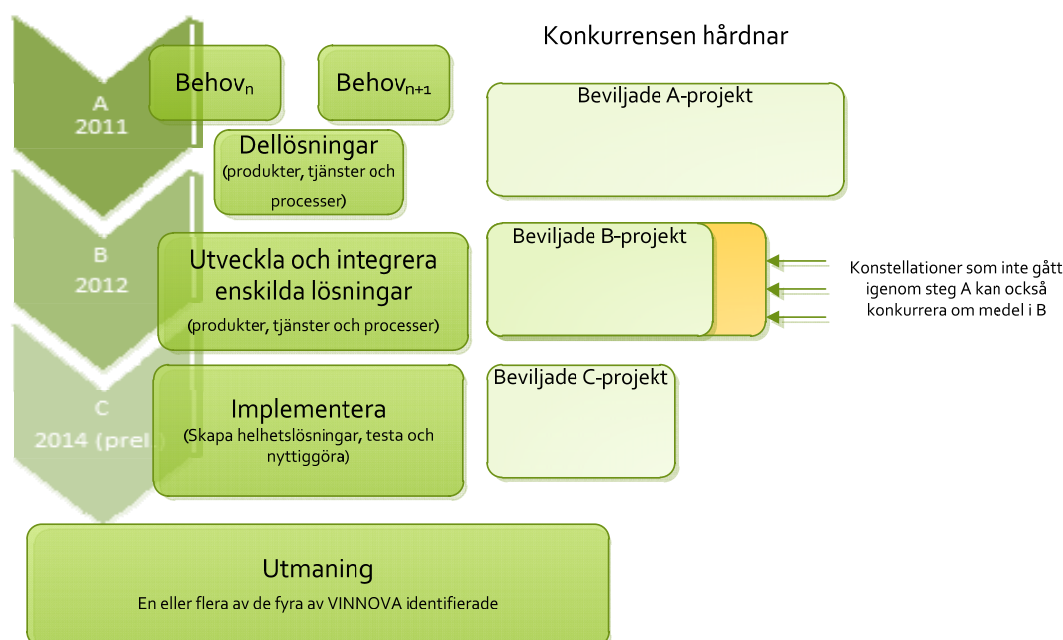 Konkurrensen hårdnar
A
2011
Behovₙ
Behovₙ₊₁
Dellösningar
(produkter, tjänster och
processer)
Beviljade A-projekt
B
2012
Utveckla och integrera
enskilda lösningar
(produkter, tjänster och processer)
Beviljade B-projekt
Konstellationer som inte gått
igenom steg A kan också
konkurrera om medel i B
C
2014 (prel.)
Implementera
(Skapa helhetslösningar, testa och
nyttiggöra)
Beviljade C-projekt
Utmaning
En eller flera av de fyra av VINNOVA identifierade